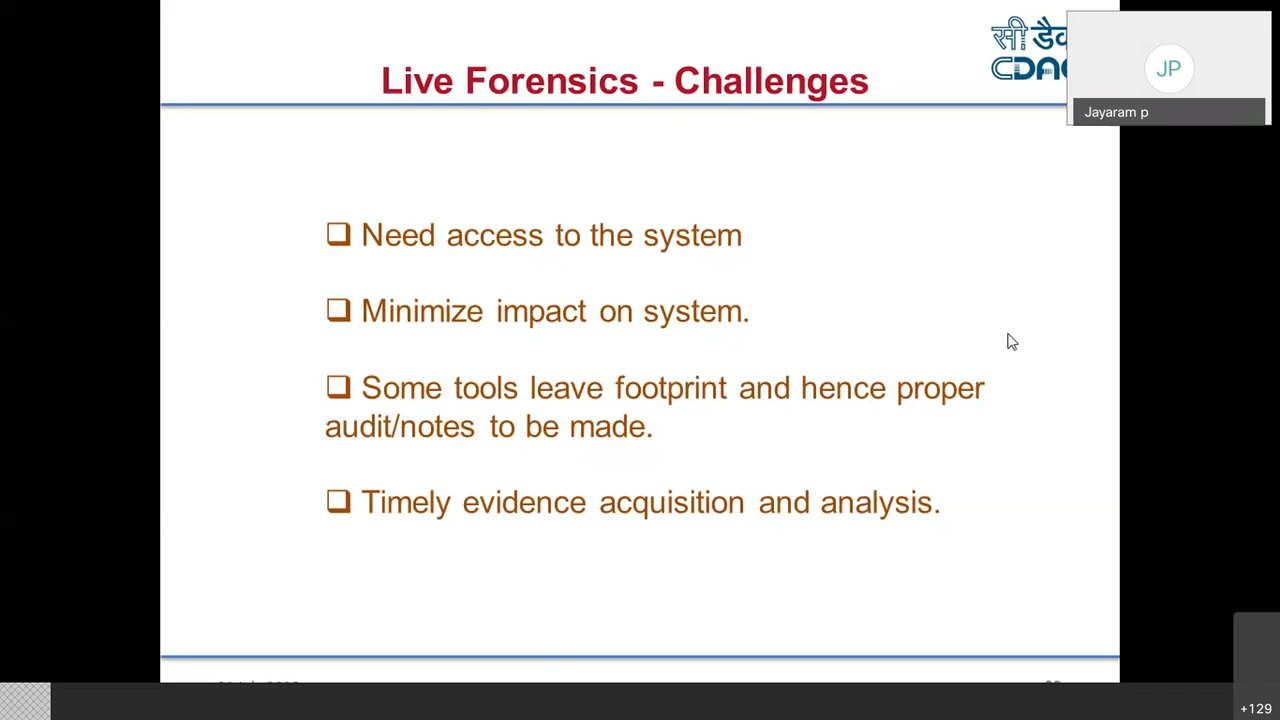 सी डैक
CDAC
Live Forensics - Challenges
JP
Jayaram p
❑ Need access to the system
❑ Minimize impact on system.
❑ Some tools leave footprint and hence proper
audit/notes to be made.
❑ Timely evidence acquisition and analysis.
+129